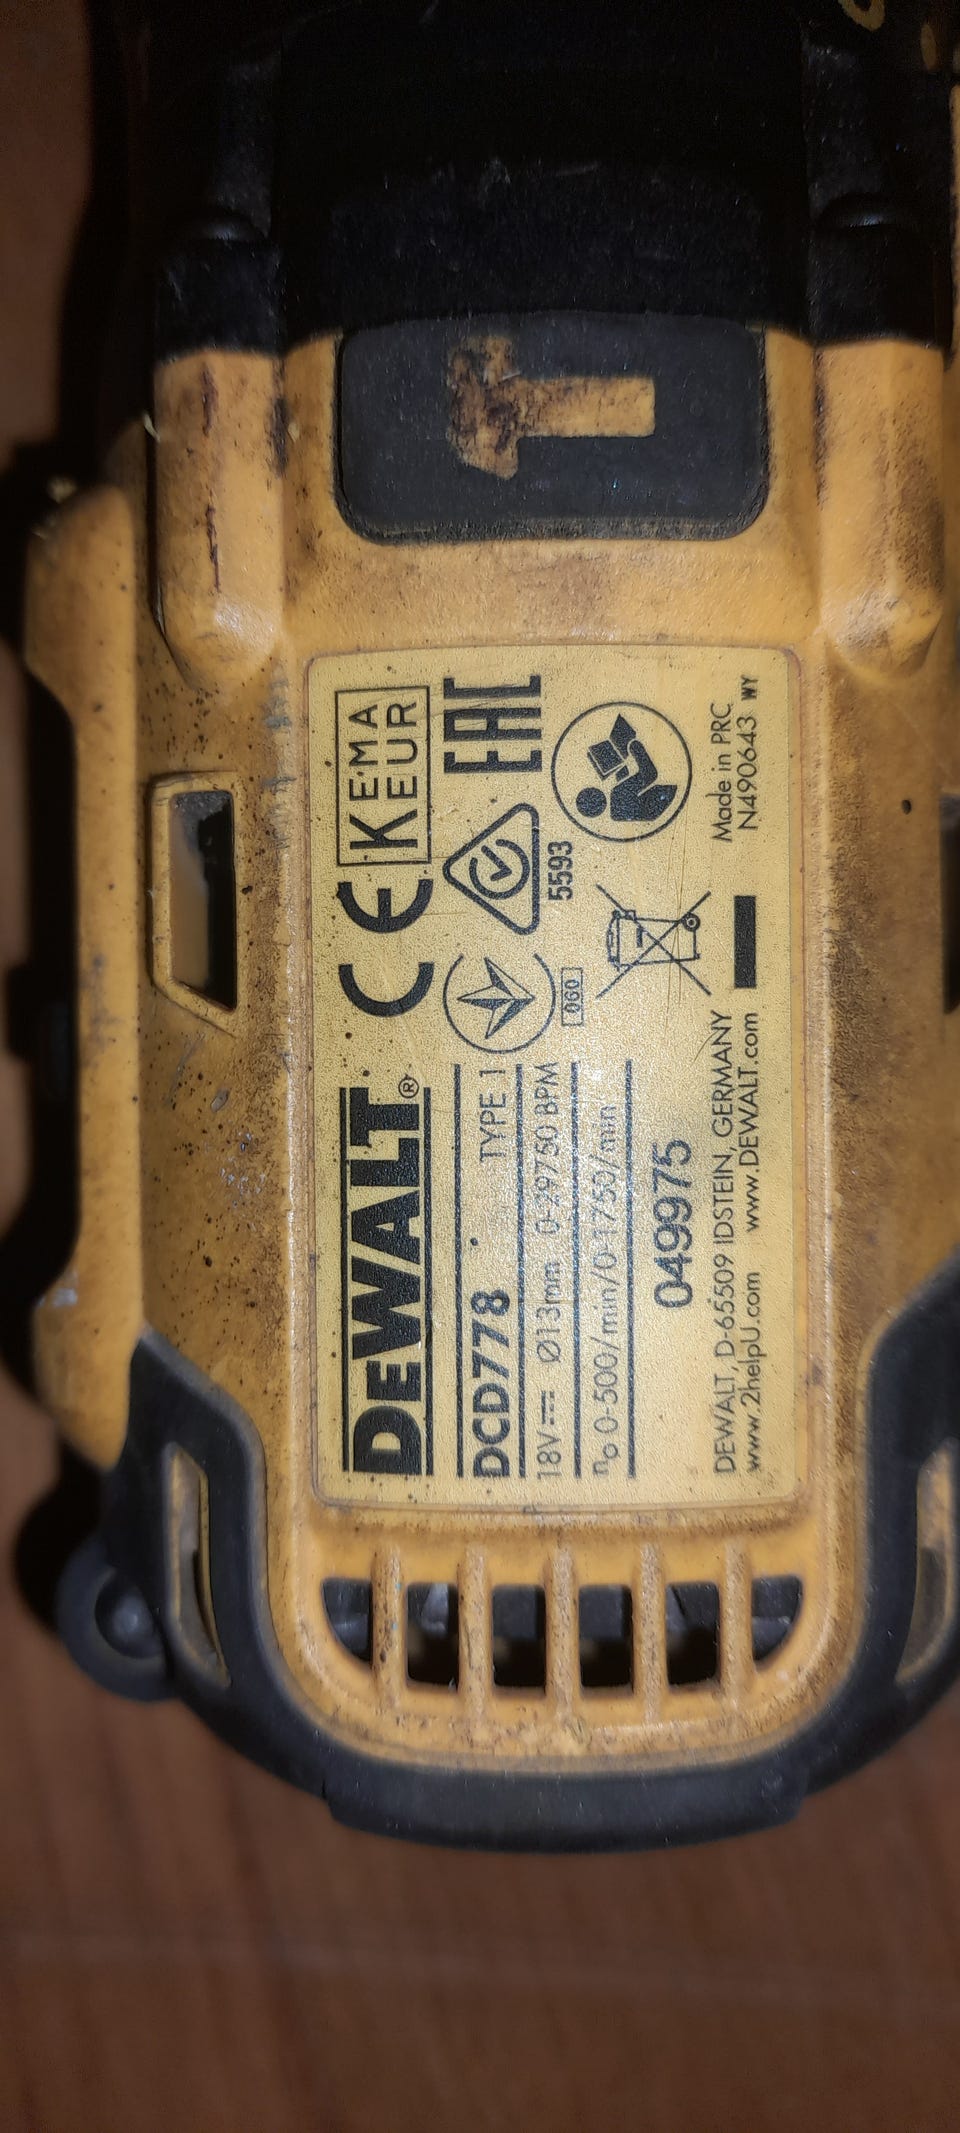 DEWALT®
DCD778 TYPE 1
18V Ø13mm 0-29750 BPM
n₀ 0-500/min/0-1750/min
049975
DEWALT, D-65509 IDSTEIN, GERMANY
www.2helpU.com www.DEWALT.com
CE
KEMA
KEUR
EAC
5593
060
Made in PRC
N490643 WY